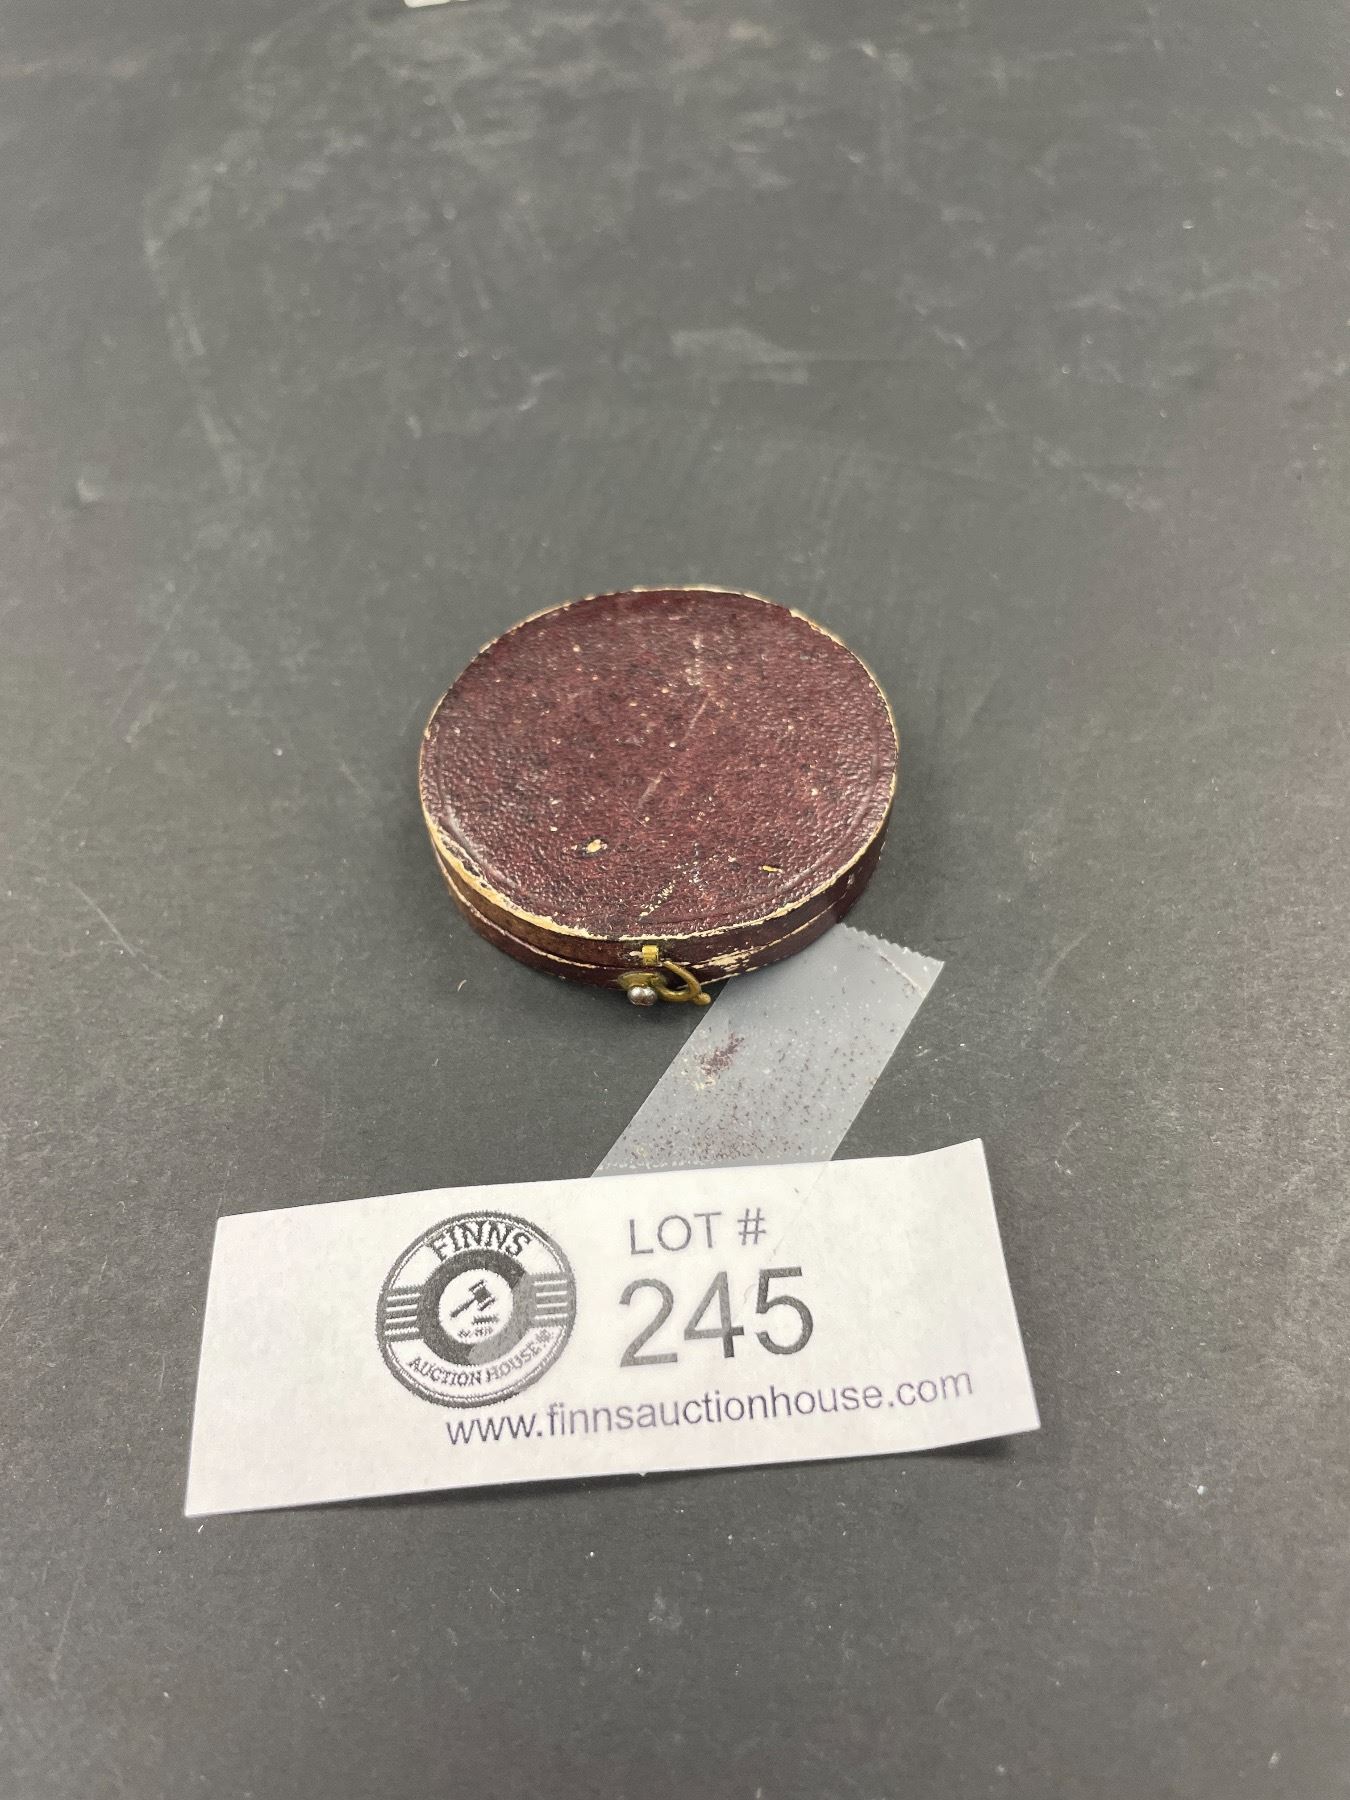 FINNS
AUCTION HOUSE
LOT #
245
www.finnsauctionhouse.com